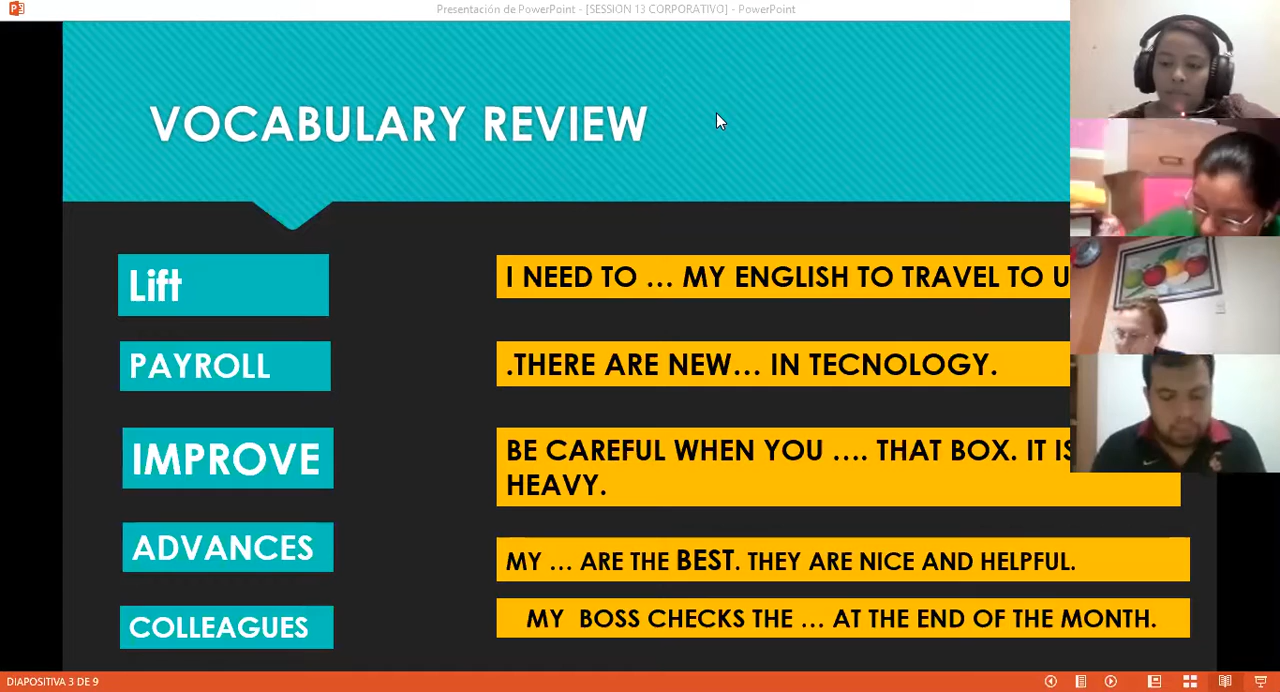 Presentación de PowerPoint - [SESSION 13 CORPORATIVO] - PowerPoint
VOCABULARY REVIEW
Lift
I NEED TO … MY ENGLISH TO TRAVEL TO U
PAYROLL
.THERE ARE NEW… IN TECNOLOGY.
IMPROVE
BE CAREFUL WHEN YOU …. THAT BOX. IT IS
HEAVY.
ADVANCES
MY … ARE THE BEST. THEY ARE NICE AND HELPFUL.
COLLEAGUES
MY BOSS CHECKS THE … AT THE END OF THE MONTH.
DIAPOSITIVA 3 DE 9